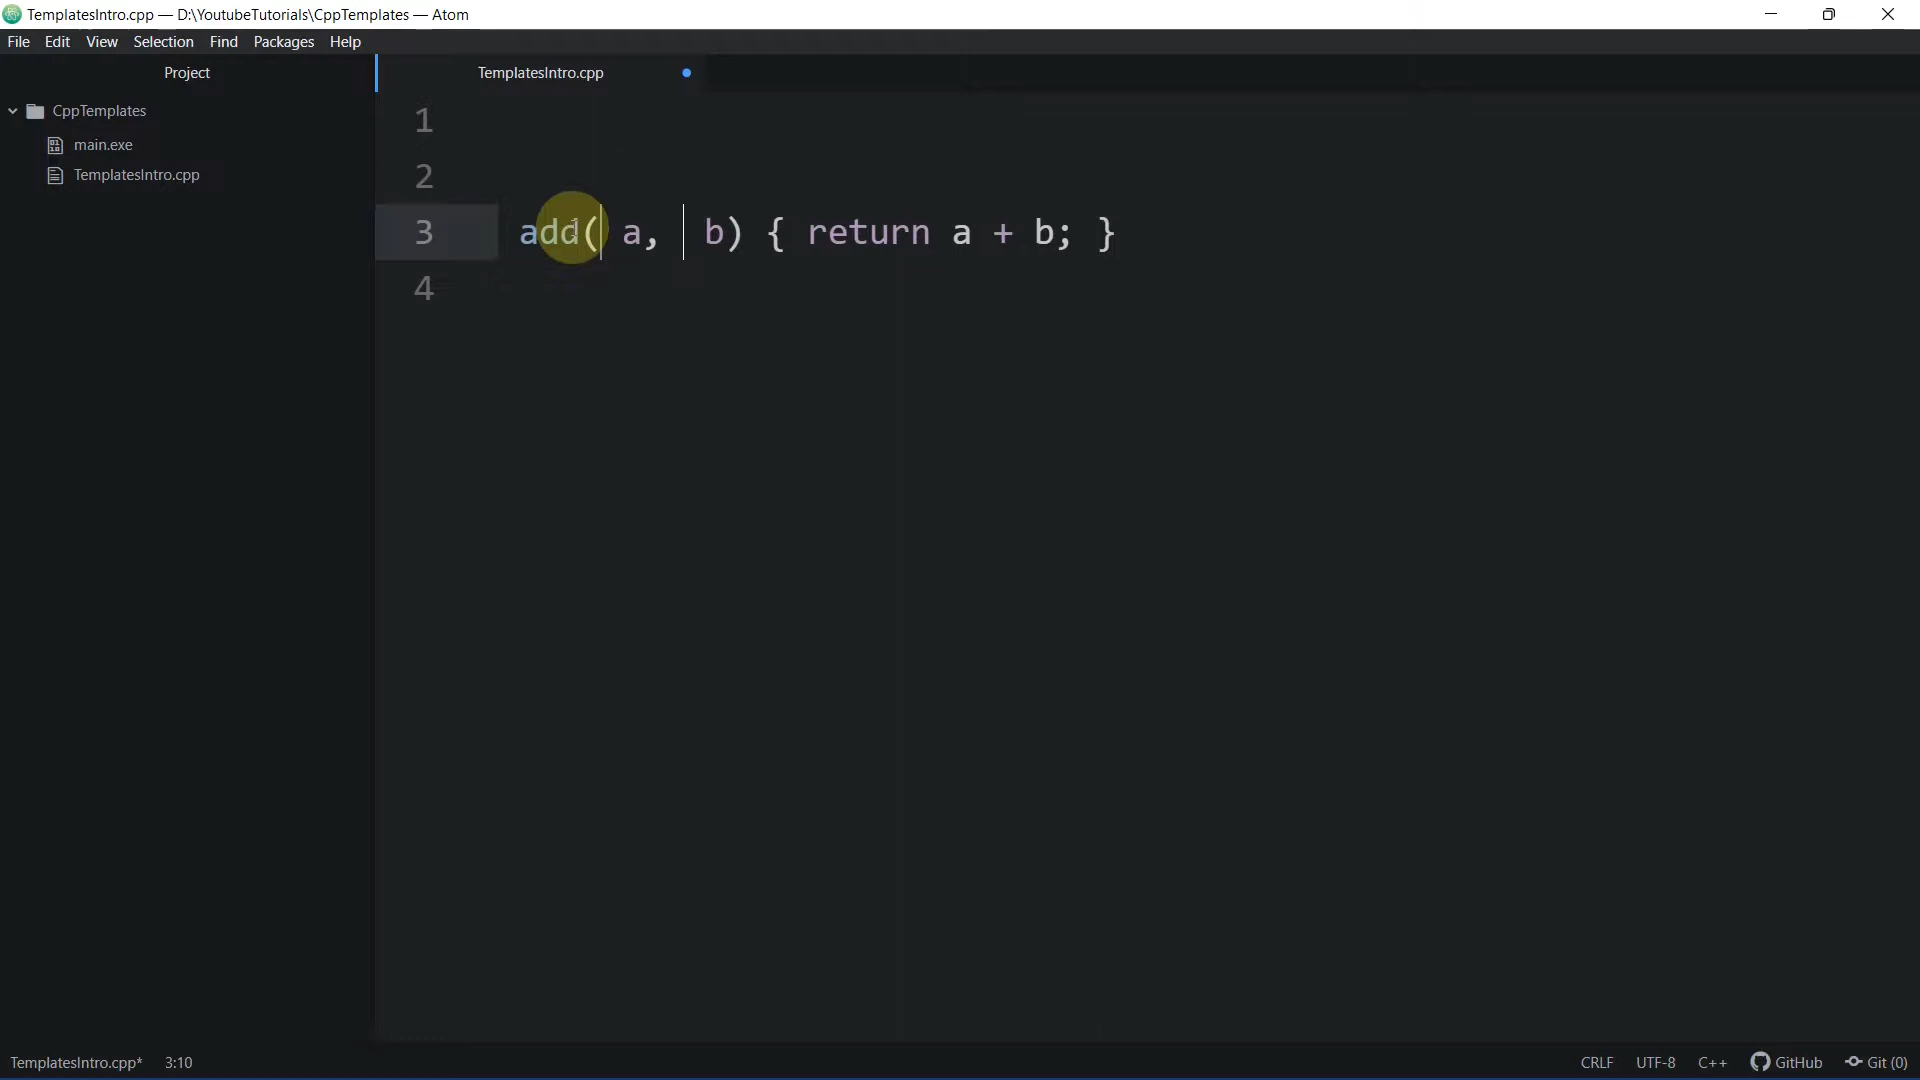 TemplatesIntro.cpp — D:\YoutubeTutorials\CppTemplates — Atom
File Edit View Selection Find Packages Help
Project
TemplatesIntro.cpp
CppTemplates
main.exe
TemplatesIntro.cpp
1
2
3 add( a,  b) { return a + b; }
4
TemplatesIntro.cpp* 3:10 CRLF UTF-8 C++ GitHub Git (0)